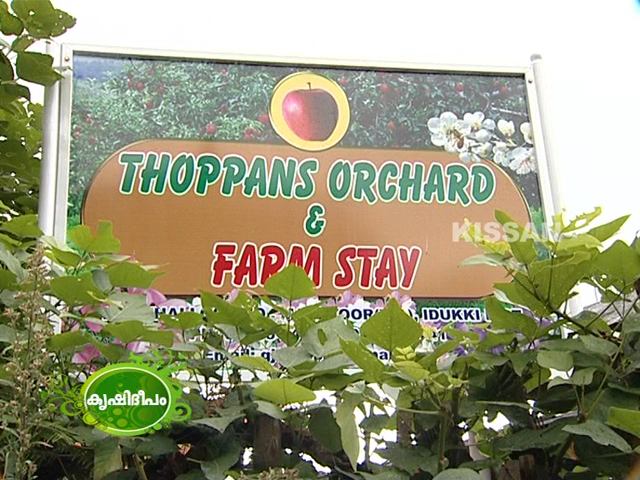 THOPPANS ORCHARD
&
FARM STAY
KISSAN
IDUKKI
കൃഷിദീപം